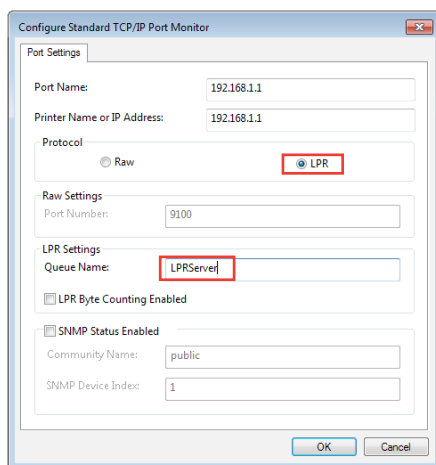 Configure Standard TCP/IP Port Monitor
Port Settings
Port Name: 192.168.1.1
Printer Name or IP Address: 192.168.1.1
Protocol
Raw LPR
Raw Settings
Port Number: 9100
LPR Settings
Queue Name: LPRServer
LPR Byte Counting Enabled
SNMP Status Enabled
Community Name: public
SNMP Device Index: 1
OK Cancel